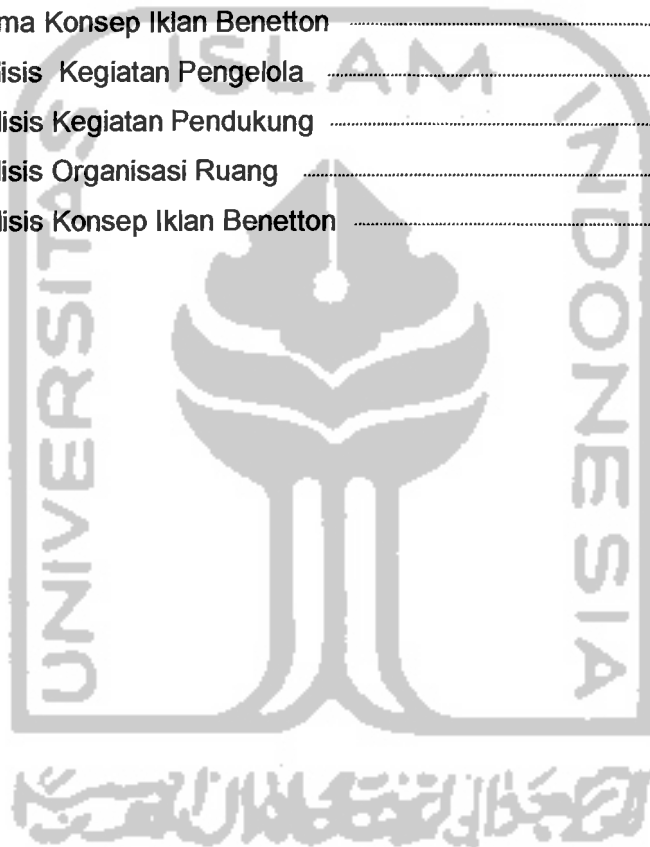 ma Konsep Iklan Benetton
isis Kegiatan Pengelola
lisis Kegiatan Pendukung
lisis Organisasi Ruang
lisis Konsep Iklan Benetton
UNIVERSITAS ISLAM INDONESIA